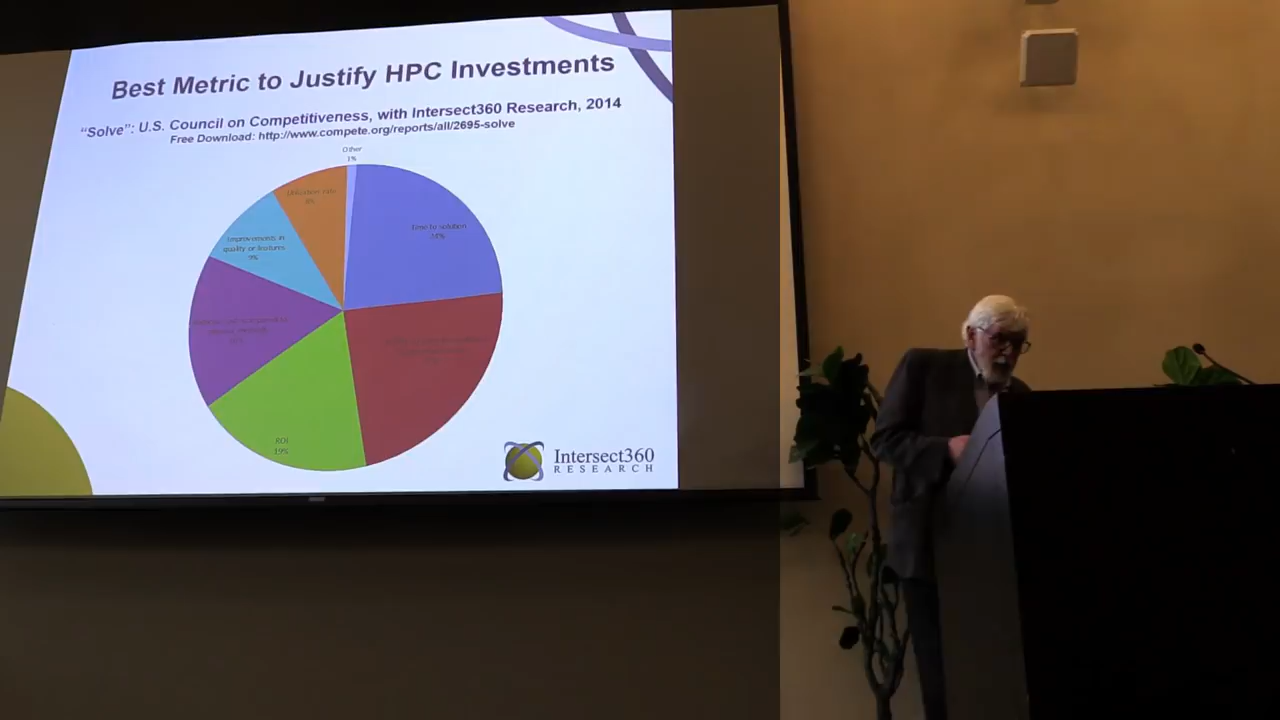 Best Metric to Justify HPC Investments
“Solve”: U.S. Council on Competitiveness, with Intersect360 Research, 2014
Free Download: http://www.compete.org/reports/all/2695-solve
Other
1%
Utilization rate
8%
Time to solution
24%
Improvements in
quality or features
9%
ROI
19%
Intersect360
RESEARCH